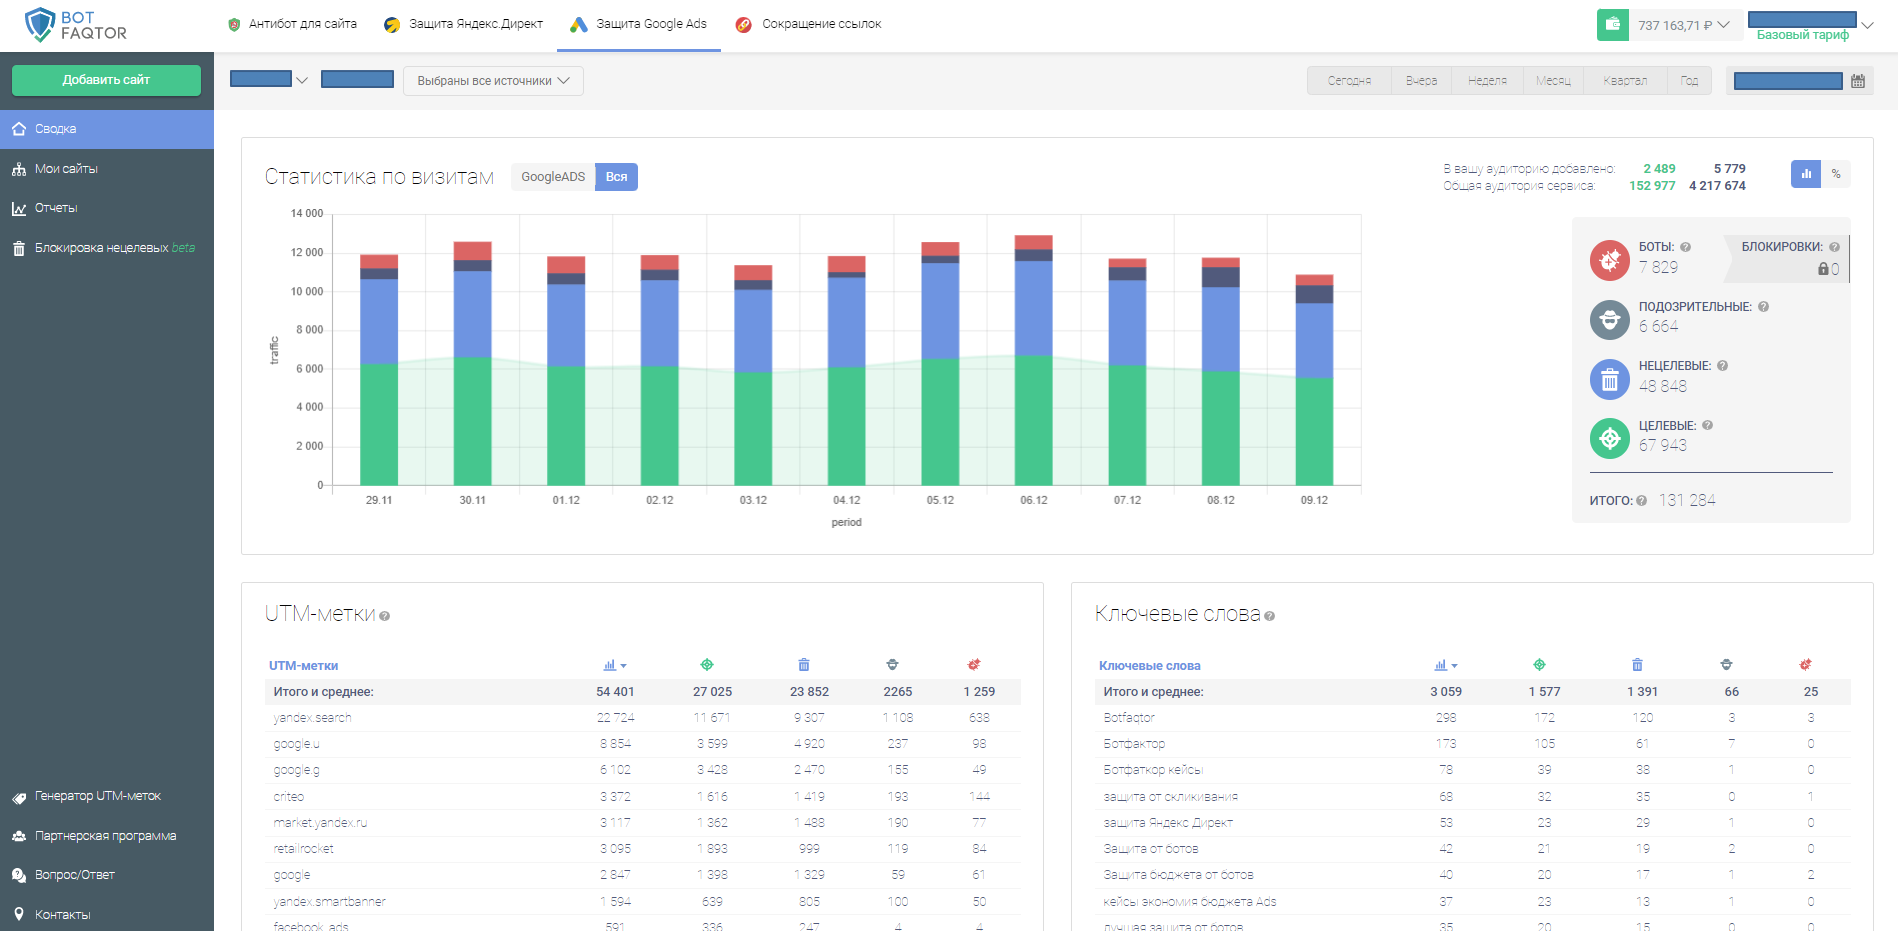 BOT
FAQTOR
Антибот для сайта
Защита Яндекс.Директ
Защита Google Ads
Сокращение ссылок
737 163,71 ₽
Базовый тариф
Добавить сайт
Сводка
Мои сайты
Отчеты
Блокировка нецелевых beta
Генератор UTM-меток
Партнерская программа
Вопрос/Ответ
Контакты
Выбраны все источники
Сегодня Вчера Неделя Месяц Квартал Год
Статистика по визитам
GoogleADS Вся
В вашу аудиторию добавлено: 2 489 5 779
Общая аудитория сервиса: 152 977 4 217 674
%
14 000
12 000
10 000
8 000
6 000
4 000
2 000
0
traffic
29.11 30.11 01.12 02.12 03.12 04.12 05.12 06.12 07.12 08.12 09.12
period
БОТЫ: ?
7 829
БЛОКИРОВКИ: ?
0
ПОДОЗРИТЕЛЬНЫЕ: ?
6 664
НЕЦЕЛЕВЫЕ: ?
48 848
ЦЕЛЕВЫЕ: ?
67 943
ИТОГО: ? 131 284
UTM-метки ?
UTM-метки
Итого и среднее: 54 401 27 025 23 852 2265 1 259
yandex.search 22 724 11 671 9 307 1 108 638
google.u 8 854 3 599 4 920 237 98
google.g 6 102 3 428 2 470 155 49
criteo 3 372 1 616 1 419 193 144
market.yandex.ru 3 117 1 362 1 488 190 77
retailrocket 3 095 1 893 999 119 84
google 2 847 1 398 1 329 59 61
yandex.smartbanner 1 594 639 805 100 50
facebook_ads 591 336 247 4 4
Ключевые слова ?
Ключевые слова
Итого и среднее: 3 059 1 577 1 391 66 25
Botfaqtor 298 172 120 3 3
Ботфактор 173 105 61 7 0
Ботфаткор кейсы 78 39 38 1 0
защита от скликивания 68 32 35 0 1
защита Яндекс Директ 53 23 29 1 0
Защита от ботов 42 21 19 2 0
Защита бюджета от ботов 40 20 17 1 2
кейсы экономия бюджета Ads 37 23 13 1 0
лучшая защита от ботов 35 20 15 0 0